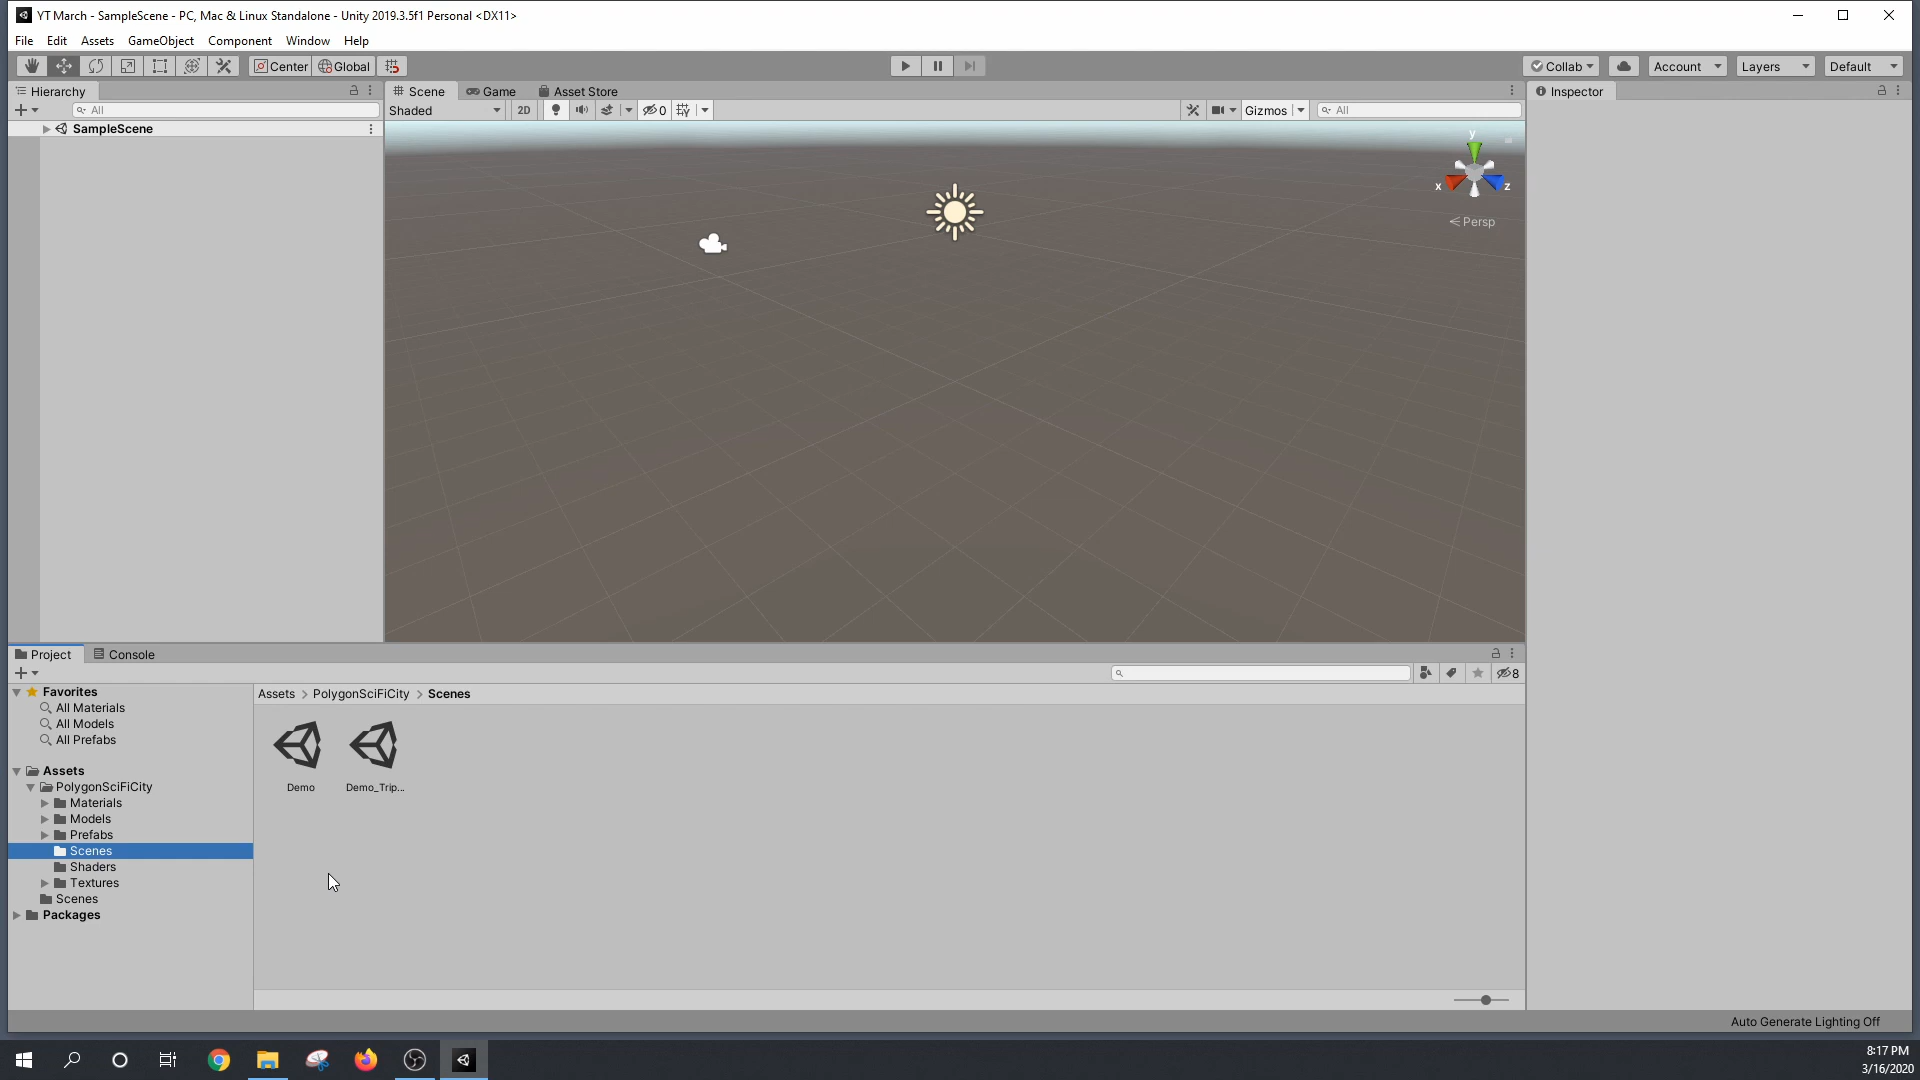 YT March - SampleScene - PC, Mac & Linux Standalone - Unity 2019.3.5f1 Personal <DX11>
File Edit Assets GameObject Component Window Help
Center Global Collab Account Layers Default
Hierarchy
All
SampleScene
Scene Game Asset Store
Shaded 2D 0 Gizmos All
y
x z
Persp
Inspector
Project Console
8
Favorites
All Materials
All Models
All Prefabs
Assets
PolygonSciFiCity
Materials
Models
Prefabs
Scenes
Shaders
Textures
Scenes
Packages
Assets > PolygonSciFiCity > Scenes
Demo Demo_Trip...
Auto Generate Lighting Off
8:17 PM
3/16/2020